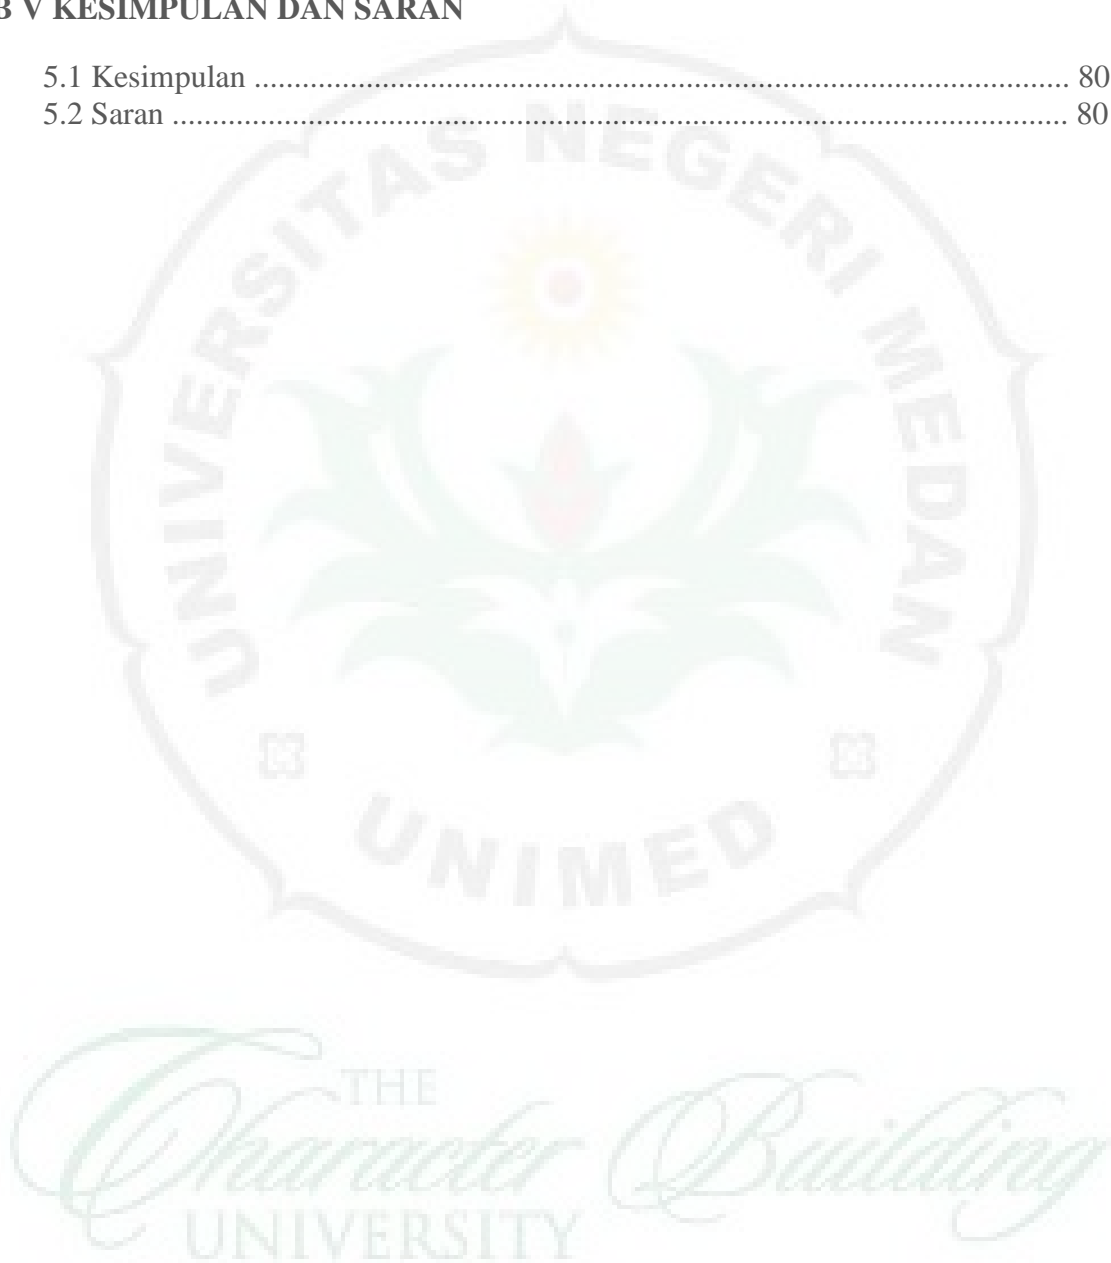 B V KESIMPULAN DAN SARAN
5.1 Kesimpulan ........................................................................................................ 80
5.2 Saran .................................................................................................................. 80
UNIVERSITAS NEGERI MEDAN
UNIMED
THE
Character Building
UNIVERSITY